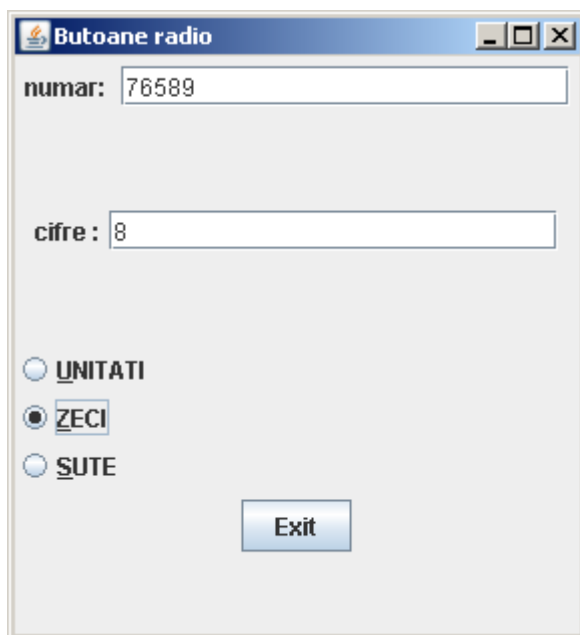 Butoane radio
numar: 76589
cifre : 8
UNITATI
ZECI
SUTE
Exit